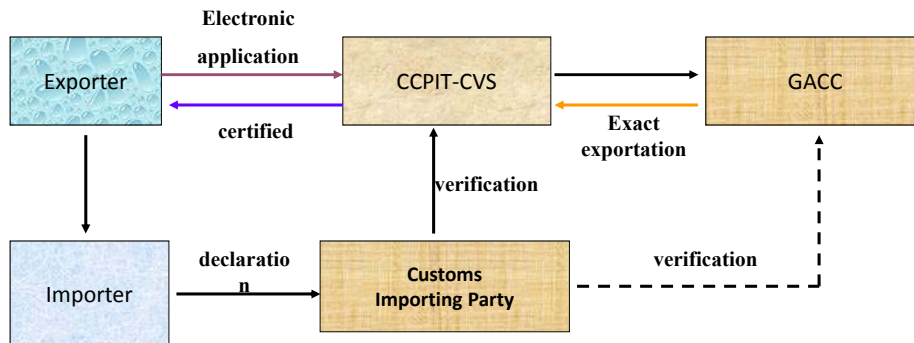 Electronic
application
Exporter
CCPIT-CVS
GACC
certified
Exact
exportation
verification
declaratio
n
verification
Importer
Customs
Importing Party